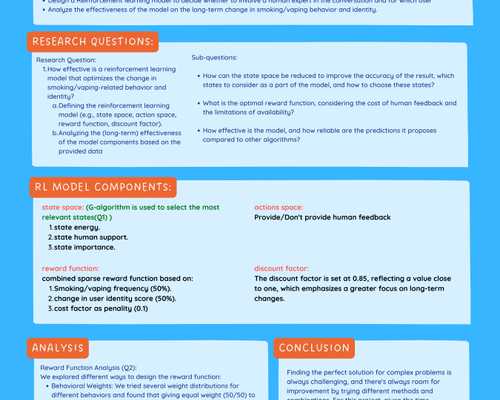 Design a Reinforcement learning model to decide whether to involve a human expert in the conversation and for which user
• Analyze the effectiveness of the model on the long-term change in smoking/vaping behavior and identity.
RESEARCH QUESTIONS:
Research Question:
1.How effective is a reinforcement learning
model that optimizes the change in
smoking/vaping-related behavior and
identity?
a.Defining the reinforcement learning
model (e.g., state space, action space,
reward function, discount factor).
b.Analyzing the (long-term) effectiveness
of the model components based on the
provided data
Sub-questions:
• How can the state space be reduced to improve the accuracy of the result, which
states to consider as a part of the model, and how to choose these states?
• What is the optimal reward function, considering the cost of human feedback and
the limitations of availability?
• How effective is the model, and how reliable are the predictions it proposes
compared to other algorithms?
RL MODEL COMPONENTS:
state space: (G-algorithm is used to select the most
relevant states(Q1) )
1.state energy.
2.state human support.
3.state importance.
actions space:
Provide/Don't provide human feedback
reward function:
combined sparse reward function based on:
1.Smoking/vaping frequency (50%).
2.change in user identity score (50%).
3.cost factor as penality (0.1)
discount factor:
The discount factor is set at 0.85, reflecting a value close
to one, which emphasizes a greater focus on long-term
changes.
ANALYSIS
Reward Function Analysis (Q2):
We explored different ways to design the reward function:
• Behavioral Weights: We tried several weight distributions for
different behaviors and found that giving equal weight (50/50) to
CONCLUSION
Finding the perfect solution for complex problems is
always challenging, and there's always room for
improvement by trying different methods and